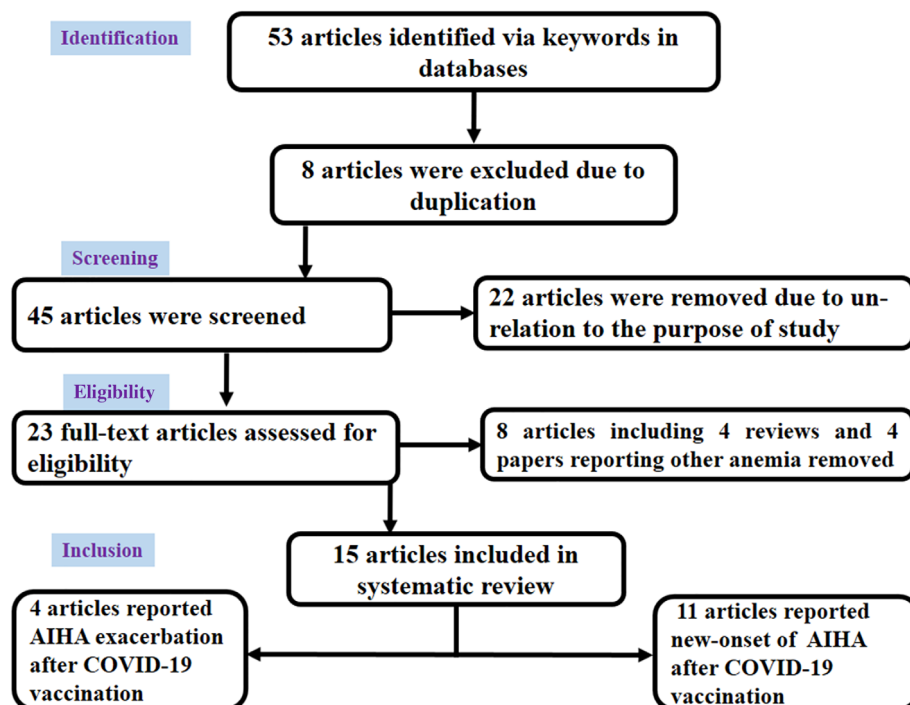 Identification
53 articles identified via keywords in
databases
8 articles were excluded due to
duplication
Screening
45 articles were screened
22 articles were removed due to un-
relation to the purpose of study
Eligibility
23 full-text articles assessed for
eligibility
8 articles including 4 reviews and 4
papers reporting other anemia removed
Inclusion
15 articles included in
systematic review
4 articles reported
AIHA exacerbation
after COVID-19
vaccination
11 articles reported
new-onset of AIHA
after COVID-19
vaccination